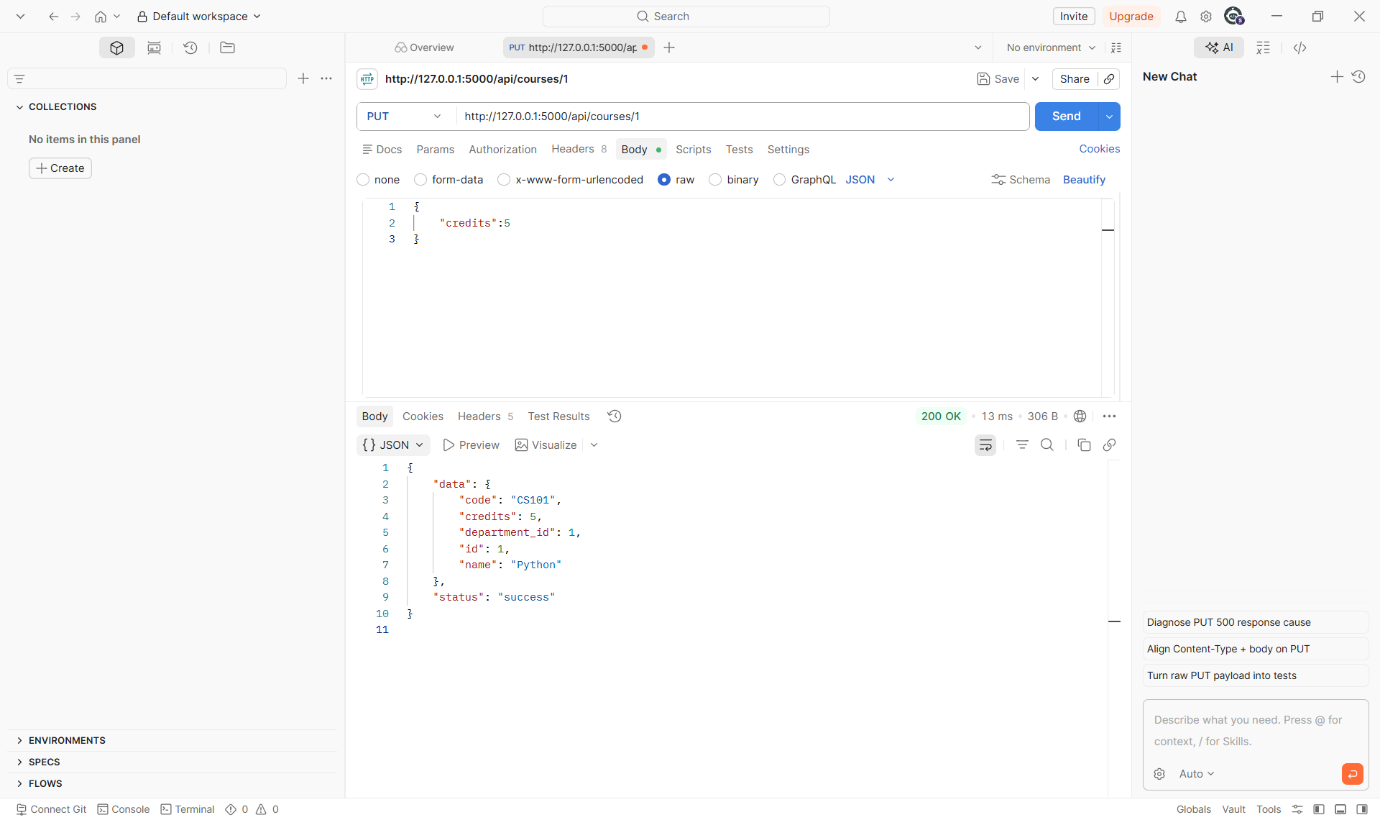 Default workspace
Search
Invite
Upgrade
Overview
PUT http://127.0.0.1:5000/ap
No environment
AI
http://127.0.0.1:5000/api/courses/1
Save
Share
New Chat
COLLECTIONS
No items in this panel
Create
PUT
http://127.0.0.1:5000/api/courses/1
Send
Docs Params Authorization Headers 8 Body Scripts Tests Settings
Cookies
none form-data x-www-form-urlencoded raw binary GraphQL JSON
Schema Beautify
1 {
2 "credits":5
3 }
Body Cookies Headers 5 Test Results
200 OK • 13 ms • 306 B
{ } JSON Preview Visualize
1 {
2 "data": {
3 "code": "CS101",
4 "credits": 5,
5 "department_id": 1,
6 "id": 1,
7 "name": "Python"
8 },
9 "status": "success"
10 }
11
Diagnose PUT 500 response cause
Align Content-Type + body on PUT
Turn raw PUT payload into tests
Describe what you need. Press @ for
context, / for Skills.
Auto
ENVIRONMENTS
SPECS
FLOWS
Connect Git Console Terminal 0 0
Globals Vault Tools